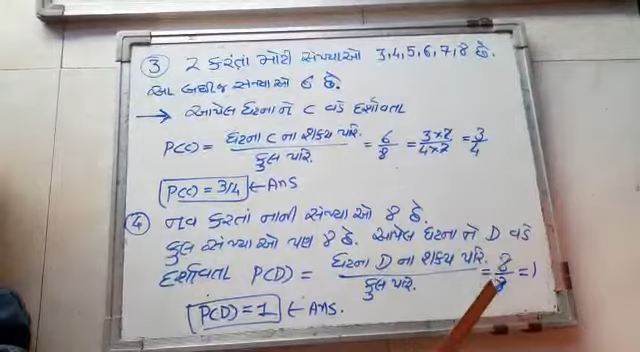 ③ 2 કરતાં મોટી સંખ્યાઓ 3,4,5,6,7,8 છે.
આ બધીજ સંખ્યાઓ 6 છે.
→ આપેલ ઘટનાને C વડે દર્શાવતા
P(C) = ઘટના C ના શક્ય પરિ. / કુલ પરિ. = 6/8 = 3×2/4×2 = 3/4
P(C) = 3/4 ← Ans
④ નવ કરતાં નાની સંખ્યાઓ 8 છે.
કુલ સંખ્યાઓ પણ 8 છે. આપેલ ઘટના ને D વડે
દર્શાવતા P(D) = ઘટના D ના શક્ય પરિ. / કુલ પરિ. = 8/8 = 1
P(D) = 1 ← Ans.